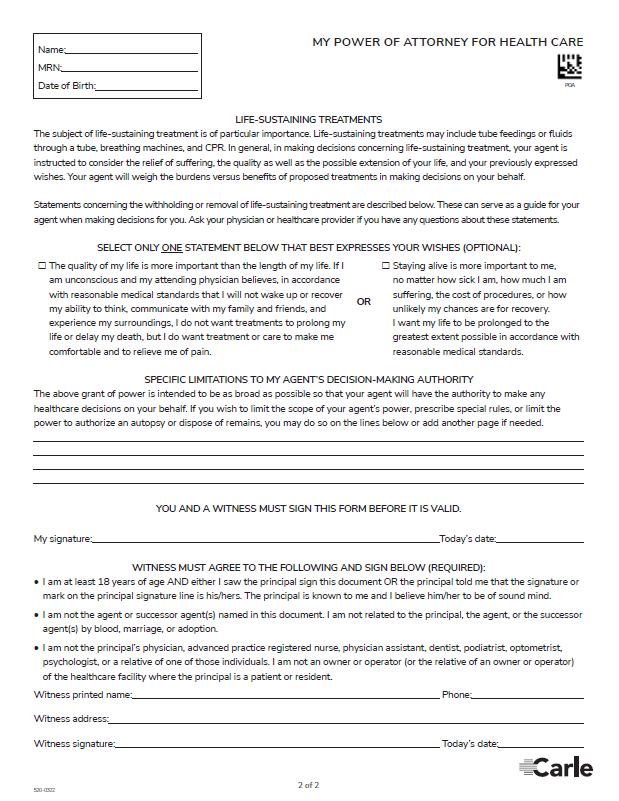 Name:
MRN:
Date of Birth:
MY POWER OF ATTORNEY FOR HEALTH CARE
POA
LIFE-SUSTAINING TREATMENTS
The subject of life-sustaining treatment is of particular importance. Life-sustaining treatments may include tube feedings or fluids
through a tube, breathing machines, and CPR. In general, in making decisions concerning life-sustaining treatment, your agent is
instructed to consider the relief of suffering, the quality as well as the possible extension of your life, and your previously expressed
wishes. Your agent will weigh the burdens versus benefits of proposed treatments in making decisions on your behalf.
Statements concerning the withholding or removal of life-sustaining treatment are described below. These can serve as a guide for your
agent when making decisions for you. Ask your physician or healthcare provider if you have any questions about these statements.
SELECT ONLY ONE STATEMENT BELOW THAT BEST EXPRESSES YOUR WISHES (OPTIONAL):
☐ The quality of my life is more important than the length of my life. If I
am unconscious and my attending physician believes, in accordance
with reasonable medical standards that I will not wake up or recover
my ability to think, communicate with my family and friends, and
experience my surroundings, I do not want treatments to prolong my
life or delay my death, but I do want treatment or care to make me
comfortable and to relieve me of pain.
OR
☐ Staying alive is more important to me,
no matter how sick I am, how much I am
suffering, the cost of procedures, or how
unlikely my chances are for recovery.
I want my life to be prolonged to the
greatest extent possible in accordance with
reasonable medical standards.
SPECIFIC LIMITATIONS TO MY AGENT'S DECISION-MAKING AUTHORITY
The above grant of power is intended to be as broad as possible so that your agent will have the authority to make any
healthcare decisions on your behalf. If you wish to limit the scope of your agent's power, prescribe special rules, or limit the
power to authorize an autopsy or dispose of remains, you may do so on the lines below or add another page if needed.
YOU AND A WITNESS MUST SIGN THIS FORM BEFORE IT IS VALID.
My signature: Today's date:
WITNESS MUST AGREE TO THE FOLLOWING AND SIGN BELOW (REQUIRED):
• I am at least 18 years of age AND either I saw the principal sign this document OR the principal told me that the signature or
mark on the principal signature line is his/hers. The principal is known to me and I believe him/her to be of sound mind.
• I am not the agent or successor agent(s) named in this document. I am not related to the principal, the agent, or the successor
agent(s) by blood, marriage, or adoption.
• I am not the principal's physician, advanced practice registered nurse, physician assistant, dentist, podiatrist, optometrist,
psychologist, or a relative of one of those individuals. I am not an owner or operator (or the relative of an owner or operator)
of the healthcare facility where the principal is a patient or resident.
Witness printed name: Phone:
Witness address:
Witness signature: Today's date:
Carle
520-0322
2 of 2